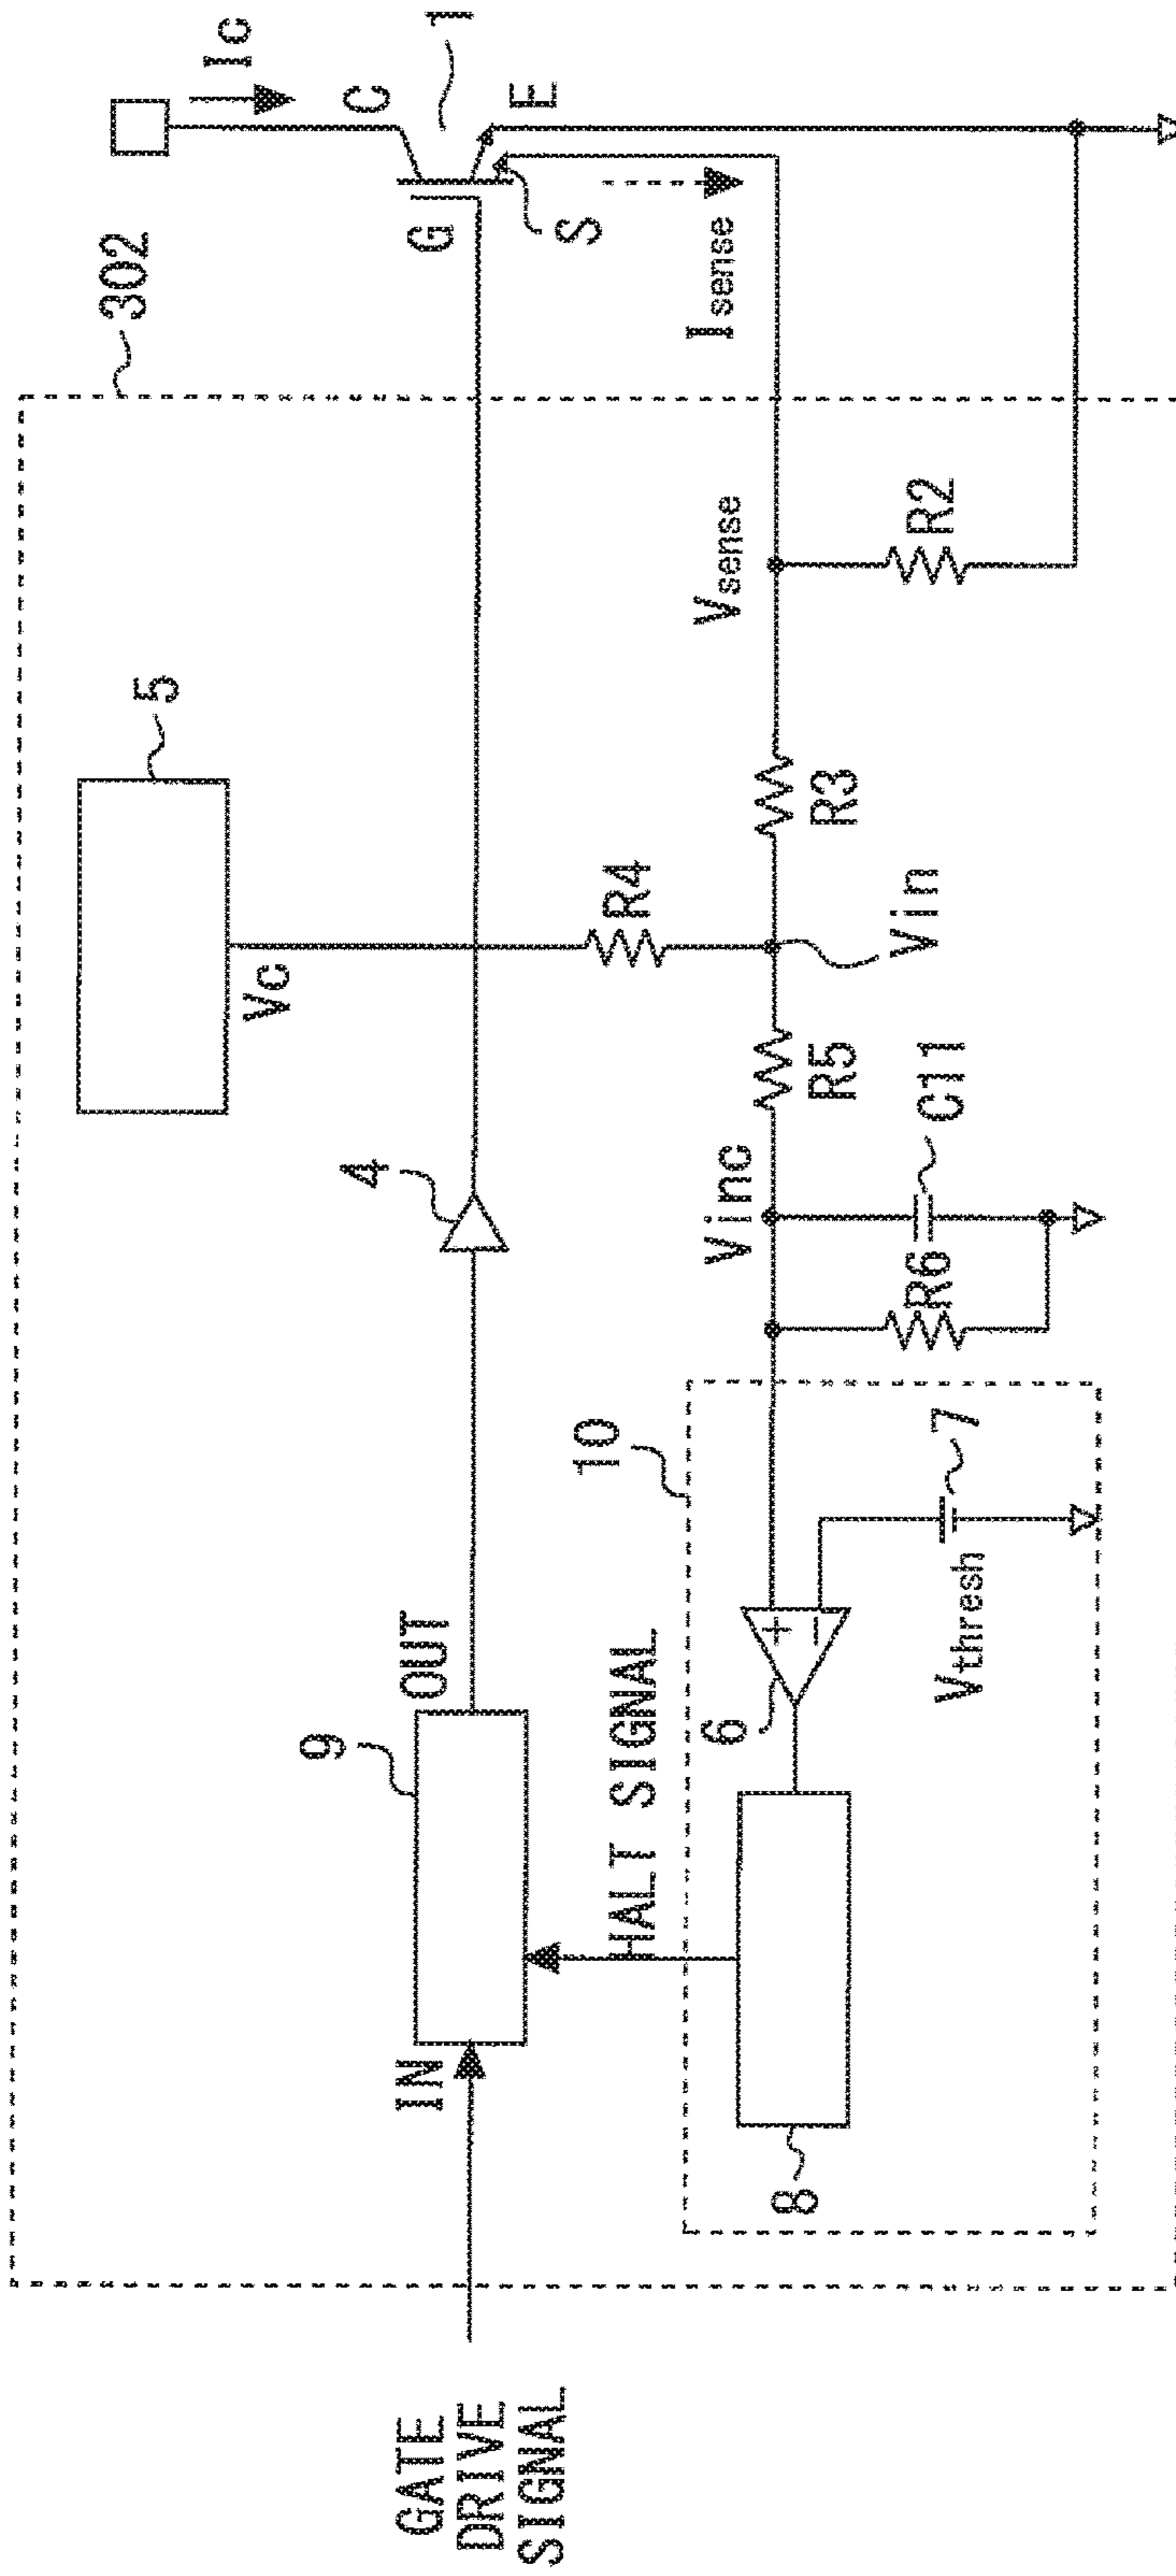 302
5
Vc
Ic
C
1
G
E
S
Isense
Vsense
R2
R4
R3
Vin
R5
Vinc
C11
R6
4
10
7
Vthresh
6
+
−
9
OUT
IN
HALT SIGNAL
8
GATE
DRIVE
SIGNAL